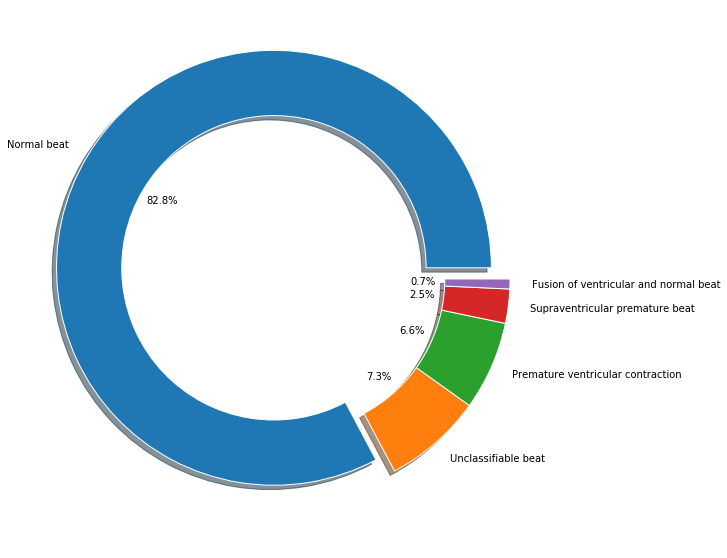 Normal beat
82.8%
0.7%
Fusion of ventricular and normal beat
2.5%
Supraventricular premature beat
6.6%
Premature ventricular contraction
7.3%
Unclassifiable beat